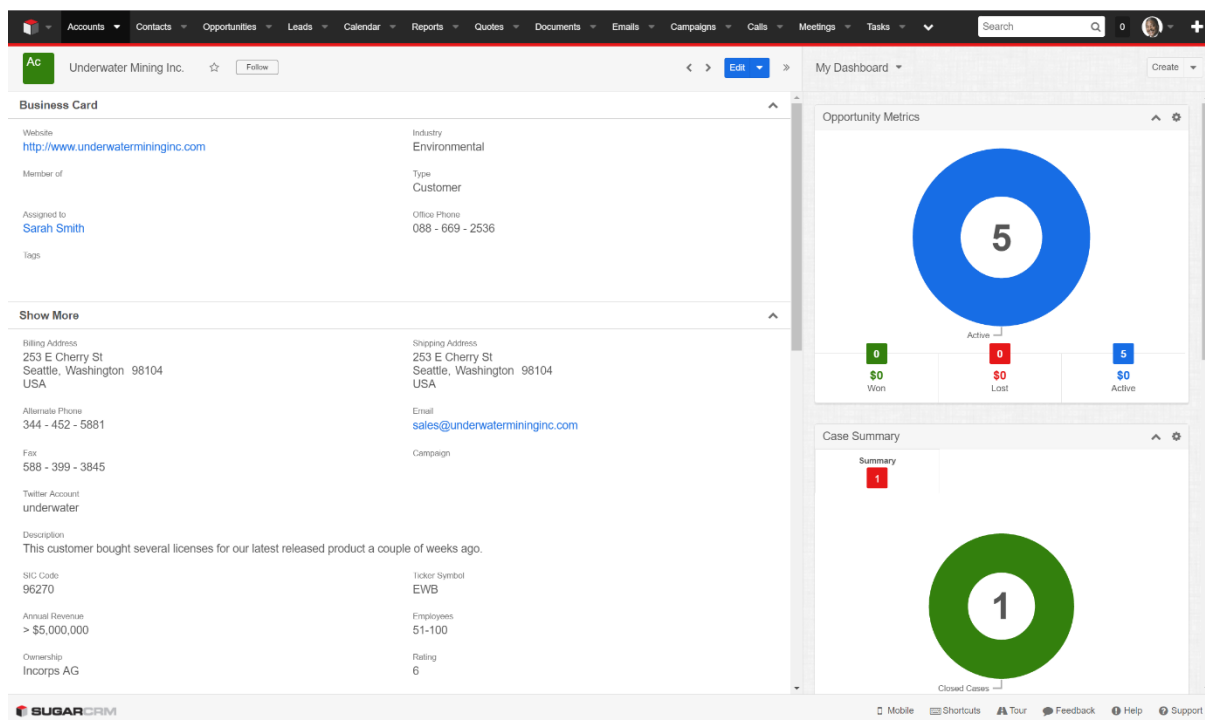 Accounts Contacts Opportunities Leads Calendar Reports Quotes Documents Emails Campaigns Calls Meetings Tasks Search 0
Ac Underwater Mining Inc. Follow Edit
My Dashboard Create
Business Card
Website
http://www.underwatermininginc.com
Industry
Environmental
Member of
Type
Customer
Assigned to
Sarah Smith
Office Phone
088 - 669 - 2536
Tags
Show More
Billing Address
253 E Cherry St
Seattle, Washington 98104
USA
Shipping Address
253 E Cherry St
Seattle, Washington 98104
USA
Alternate Phone
344 - 452 - 5881
Email
sales@underwatermininginc.com
Fax
588 - 399 - 3845
Campaign
Twitter Account
underwater
Description
This customer bought several licenses for our latest released product a couple of weeks ago.
SIC Code
96270
Ticker Symbol
EWB
Annual Revenue
> $5,000,000
Employees
51-100
Ownership
Incorps AG
Rating
6
Opportunity Metrics
5
Active
0 0 5
$0 $0 $0
Won Lost Active
Case Summary
Summary
1
1
Closed Cases
SUGARCRM
Mobile Shortcuts Tour Feedback Help Support